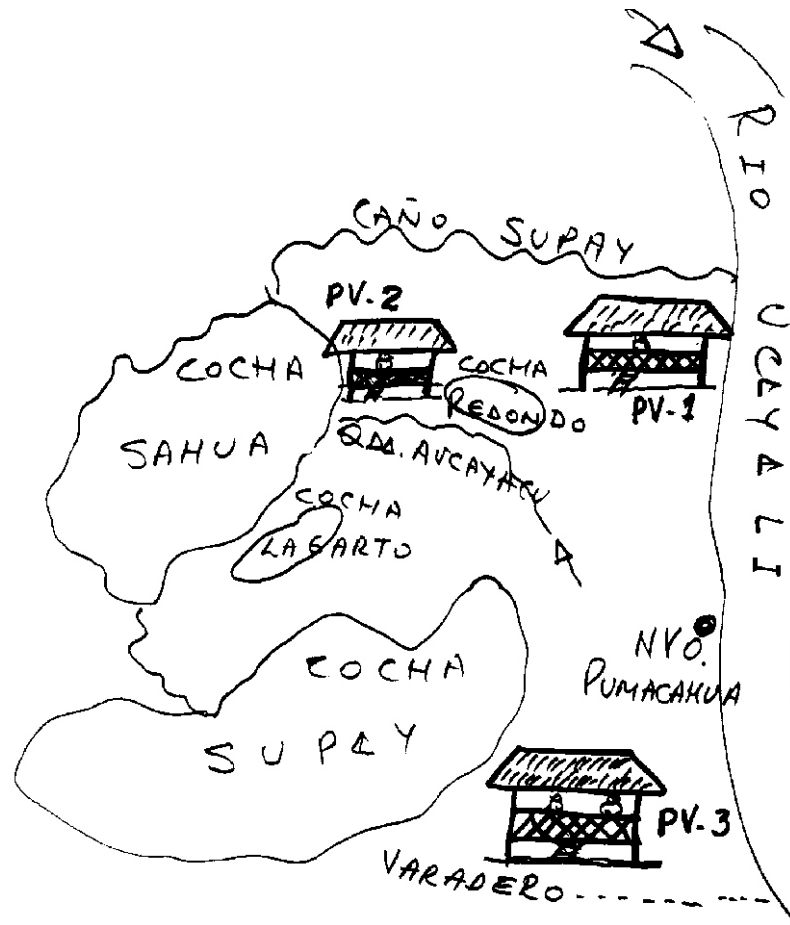 RIO
UCAYALI
CAÑO SUPAY
PV-2
PV-1
COCHA
SAHUA
COCHA
REDONDO
QDA. AUCAYACU
COCHA
LAGARTO
NVO.
PUMACAHUA
COCHA
SUPAY
PV-3
VARADERO